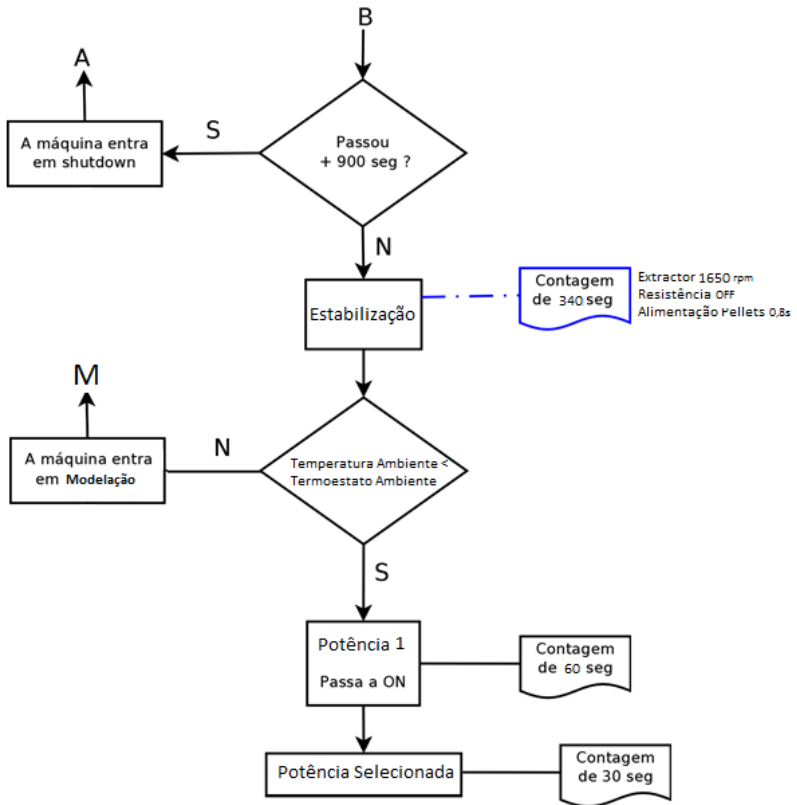 B
A
S
A máquina entra
em shutdown
Passou
+ 900 seg ?
N
Estabilização
Contagem
de 340 seg
Extractor 1650 rpm
Resistência OFF
Alimentação Pellets 0,8s
M
N
A máquina entra
em Modelação
Temperatura Ambiente <
Termoestato Ambiente
S
Potência 1
Passa a ON
Contagem
de 60 seg
Potência Selecionada
Contagem
de 30 seg